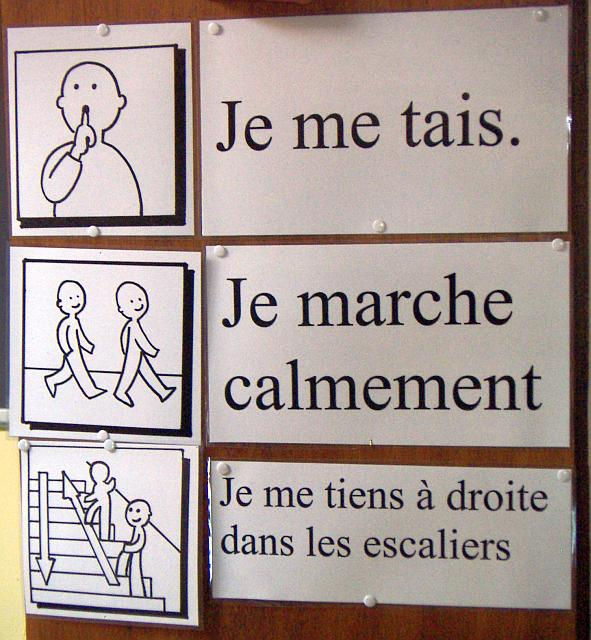 Je me tais.
Je marche
calmement
Je me tiens à droite
dans les escaliers